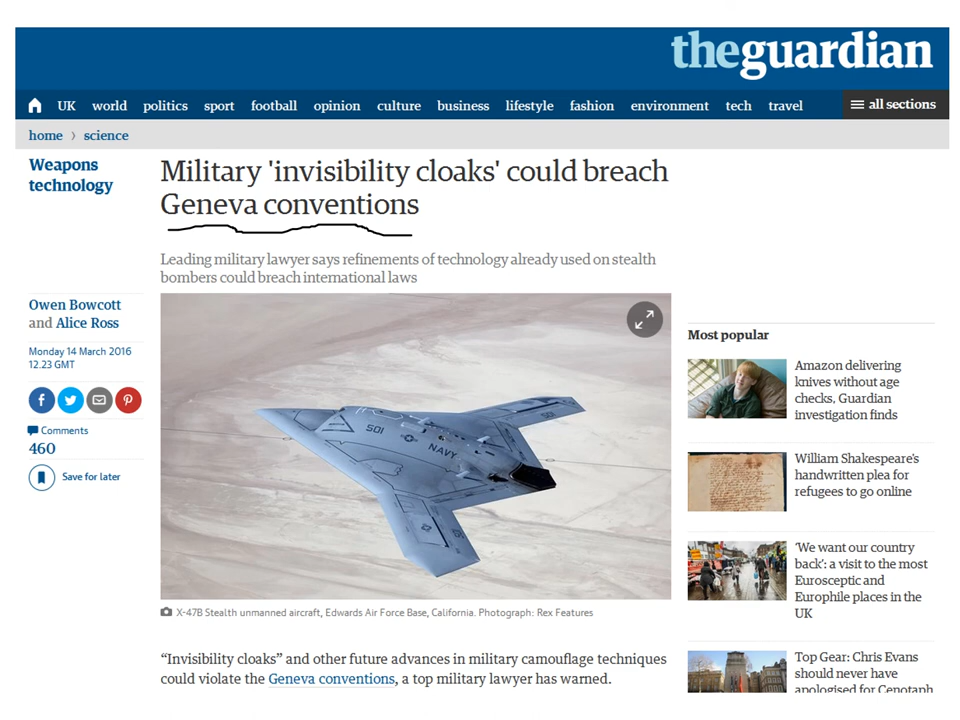 theguardian
UK world politics sport football opinion culture business lifestyle fashion environment tech travel all sections
home › science
Weapons
technology
Military 'invisibility cloaks' could breach
Geneva conventions
Leading military lawyer says refinements of technology already used on stealth
bombers could breach international laws
Owen Bowcott
and Alice Ross
Monday 14 March 2016
12.23 GMT
Comments
460
Save for later
501
NAVY
501
X-47B Stealth unmanned aircraft, Edwards Air Force Base, California. Photograph: Rex Features
“Invisibility cloaks” and other future advances in military camouflage techniques
could violate the Geneva conventions, a top military lawyer has warned.
Most popular
Amazon delivering
knives without age
checks, Guardian
investigation finds
William Shakespeare's
handwritten plea for
refugees to go online
‘We want our country
back’: a visit to the most
Eurosceptic and
Europhile places in the
UK
Top Gear: Chris Evans
should never have
apologised for Cenotaph